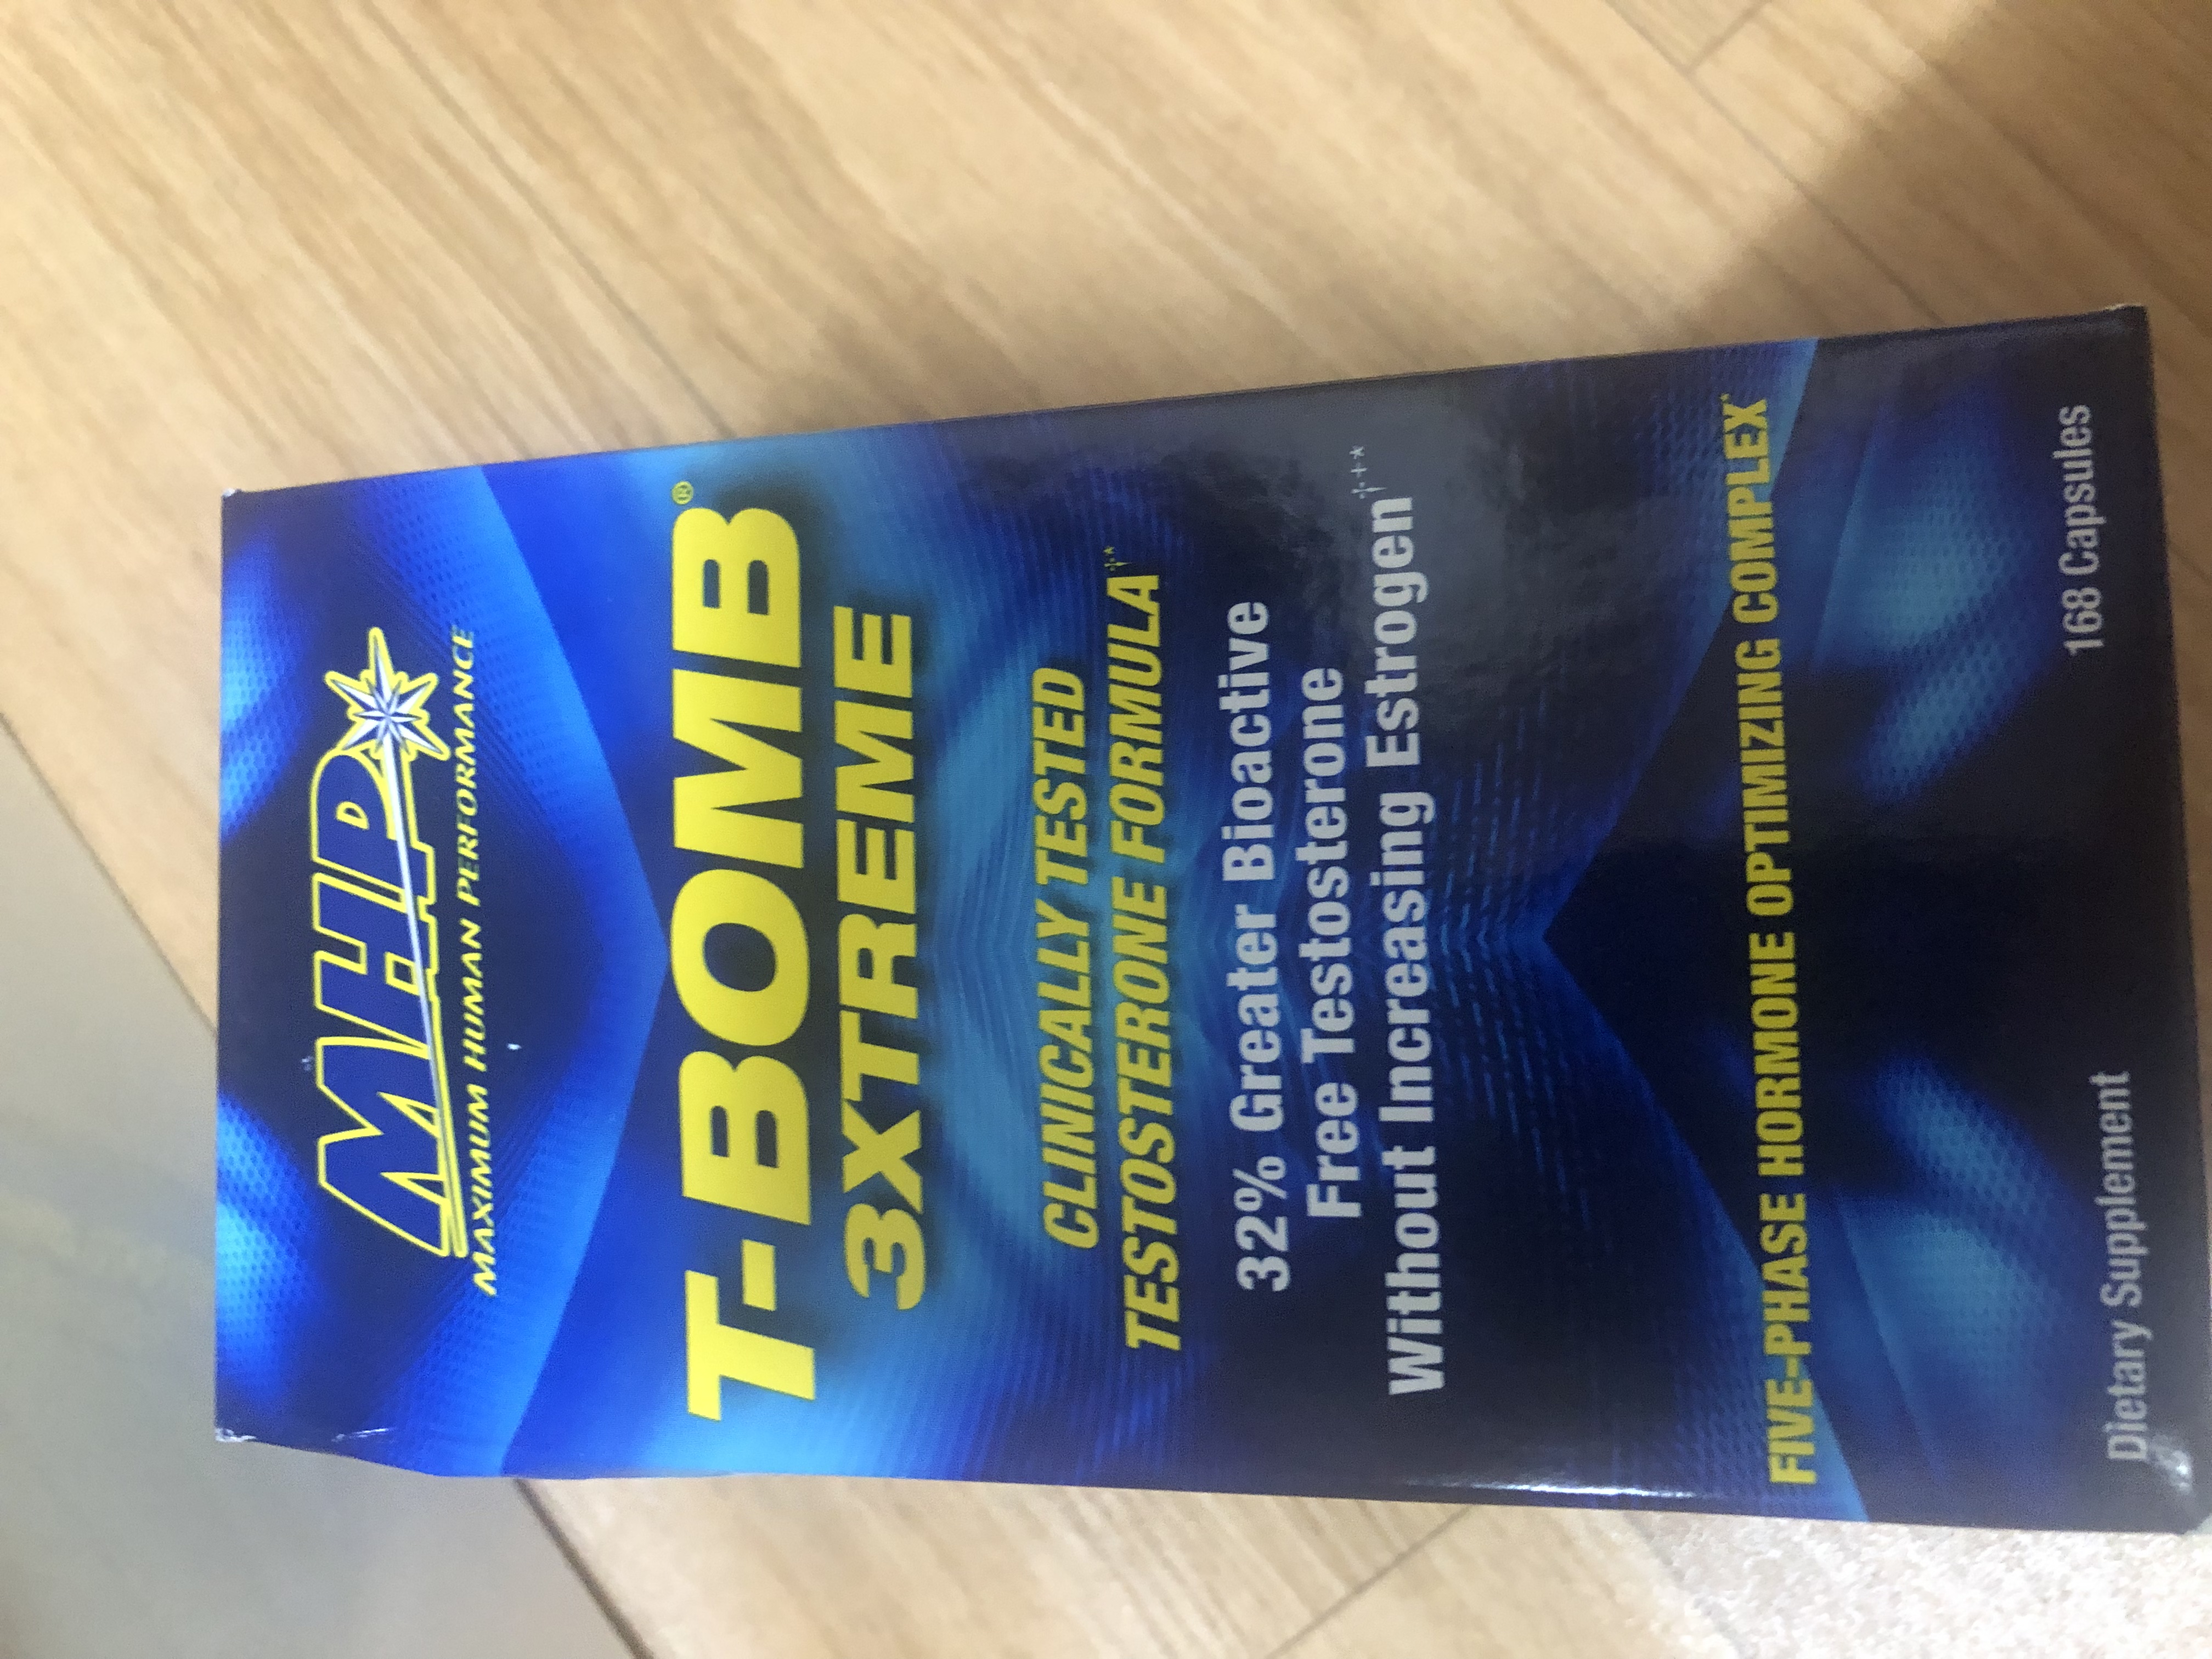 MHP
MAXIMUM HUMAN PERFORMANCE
T-BOMB®
3XTREME
CLINICALLY TESTED
TESTOSTERONE FORMULA†*
32% Greater Bioactive
Free Testosterone
Without Increasing Estrogen†+*
FIVE-PHASE HORMONE OPTIMIZING COMPLEX*
Dietary Supplement
168 Capsules